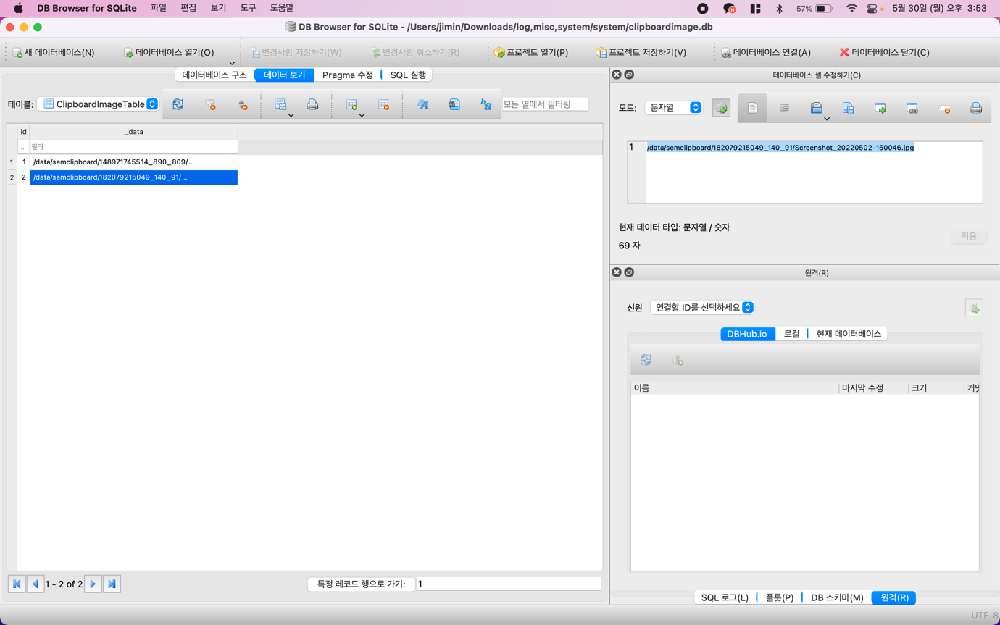 DB Browser for SQLite 파일 편집 보기 도구 도움말 57% 5월 30일 (월) 오후 3:53
DB Browser for SQLite - /Users/jimin/Downloads/log,misc,system/system/clipboardimage.db
새 데이터베이스(N) 데이터베이스 열기(O) 변경사항 저장하기(W) 변경사항 취소하기(R) 프로젝트 열기(P) 프로젝트 저장하기(V) 데이터베이스 연결(A) 데이터베이스 닫기(C)
데이터베이스 구조 데이터 보기 Pragma 수정 SQL 실행
데이터베이스 셀 수정하기(C)
테이블: ClipboardImageTable 모든 열에서 필터링
모드: 문자열
id _data
... 필터
1 1 /data/semclipboard/148971745514_890_809/...
2 2 /data/semclipboard/182079215049_140_91/...
1 /data/semclipboard/182079215049_140_91/Screenshot_20220502-150046.jpg
현재 데이터 타입: 문자열 / 숫자
69 자
적용
원격(R)
신원 연결할 ID를 선택하세요
DBHub.io 로컬 현재 데이터베이스
이름 마지막 수정 크기
1 - 2 of 2 특정 레코드 행으로 가기: 1
SQL 로그(L) 플롯(P) DB 스키마(M) 원격(R)
UTF-8